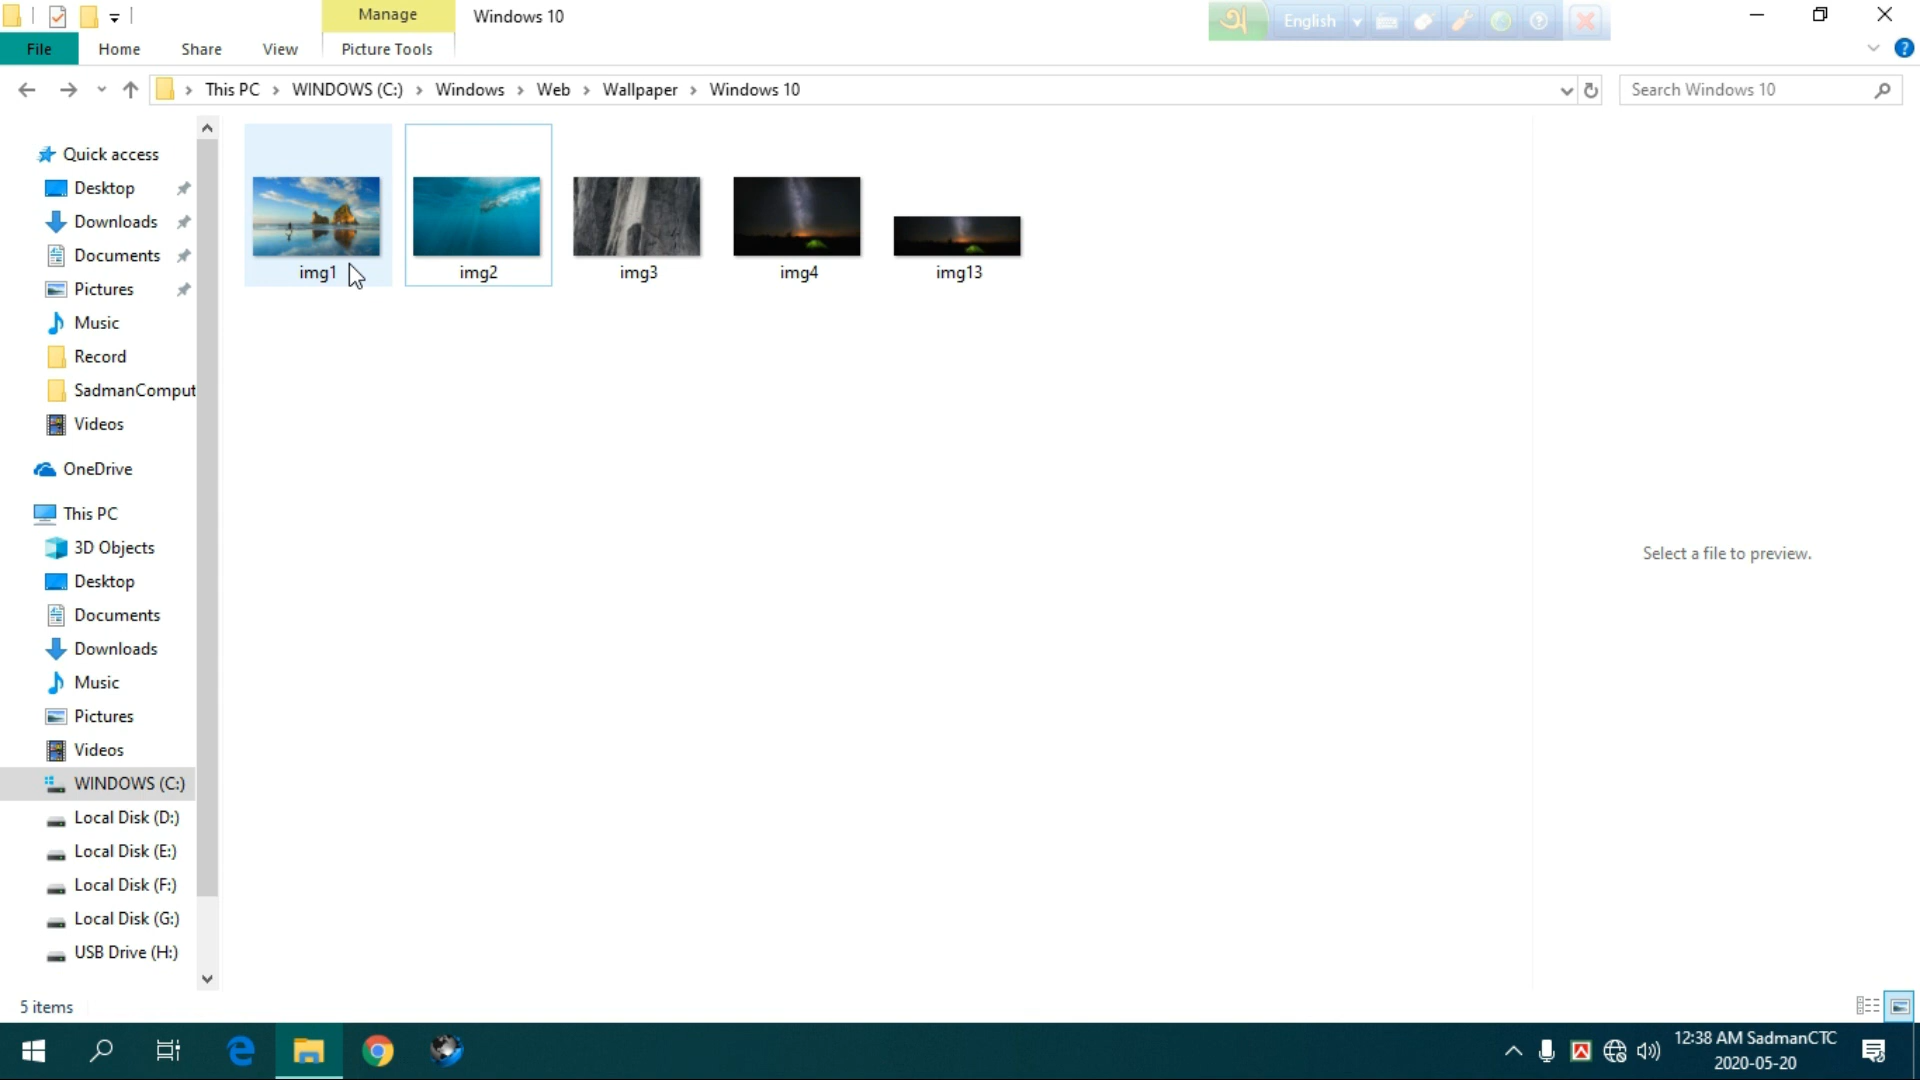 Manage
Windows 10
অ
English
File
Home
Share
View
Picture Tools
This PC
WINDOWS (C:)
Windows
Web
Wallpaper
Windows 10
Search Windows 10
Quick access
Desktop
Downloads
Documents
Pictures
Music
Record
SadmanComput
Videos
OneDrive
This PC
3D Objects
Desktop
Documents
Downloads
Music
Pictures
Videos
WINDOWS (C:)
Local Disk (D:)
Local Disk (E:)
Local Disk (F:)
Local Disk (G:)
USB Drive (H:)
img1
img2
img3
img4
img13
Select a file to preview.
5 items
12:38 AM SadmanCTC
2020-05-20